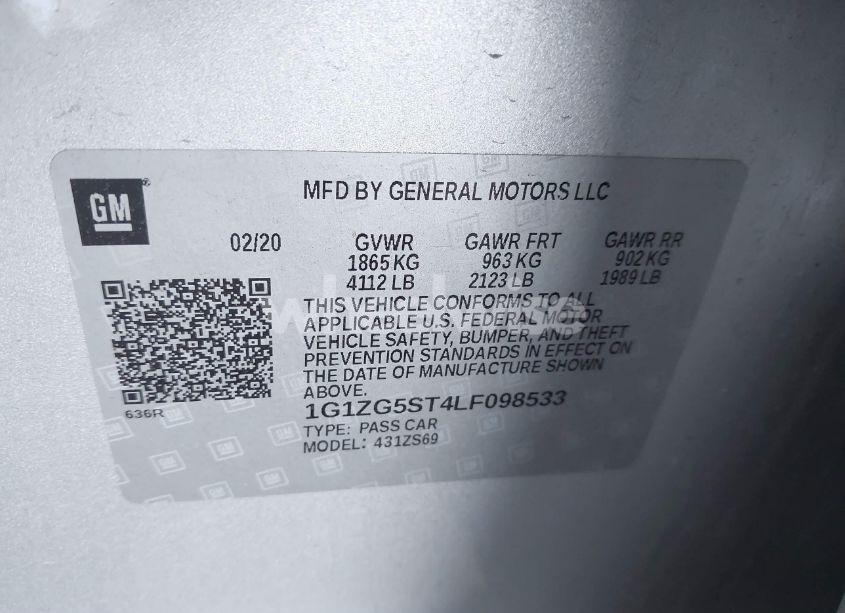 GM
MFD BY GENERAL MOTORS LLC
02/20 GVWR GAWR FRT GAWR RR
1865 KG 963 KG 902 KG
4112 LB 2123 LB 1989 LB
THIS VEHICLE CONFORMS TO ALL
APPLICABLE U.S. FEDERAL MOTOR
VEHICLE SAFETY, BUMPER, AND THEFT
PREVENTION STANDARDS IN EFFECT ON
THE DATE OF MANUFACTURE SHOWN
ABOVE.
1G1ZG5ST4LF098533
TYPE: PASS CAR
MODEL: 431ZS69
636R